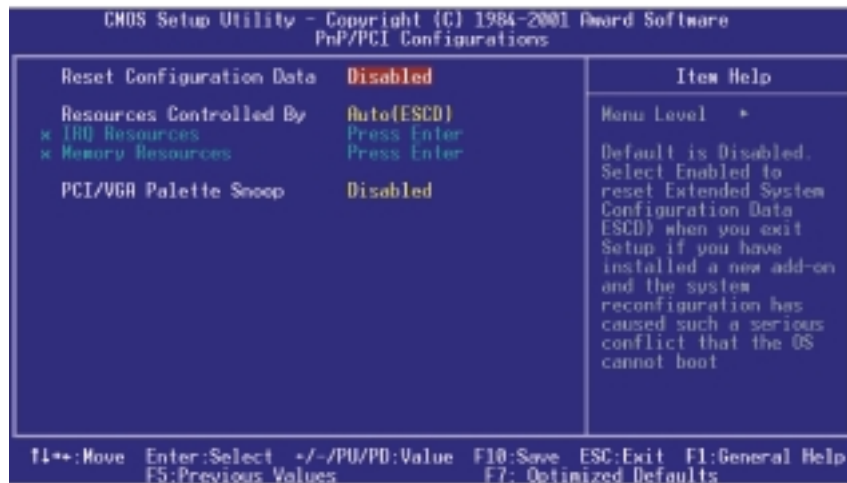 CMOS Setup Utility - Copyright (C) 1984-2001 Award Software
PnP/PCI Configurations
Reset Configuration Data Disabled
Resources Controlled By Auto(ESCD)
x IRQ Resources Press Enter
x Memory Resources Press Enter
PCI/VGA Palette Snoop Disabled
Item Help
Menu Level ▸
Default is Disabled.
Select Enabled to
reset Extended System
Configuration Data
ESCD) when you exit
Setup if you have
installed a new add-on
and the system
reconfiguration has
caused such a serious
conflict that the OS
cannot boot
↑↓→←:Move Enter:Select +/-/PU/PD:Value F10:Save ESC:Exit F1:General Help
F5:Previous Values F7: Optimized Defaults